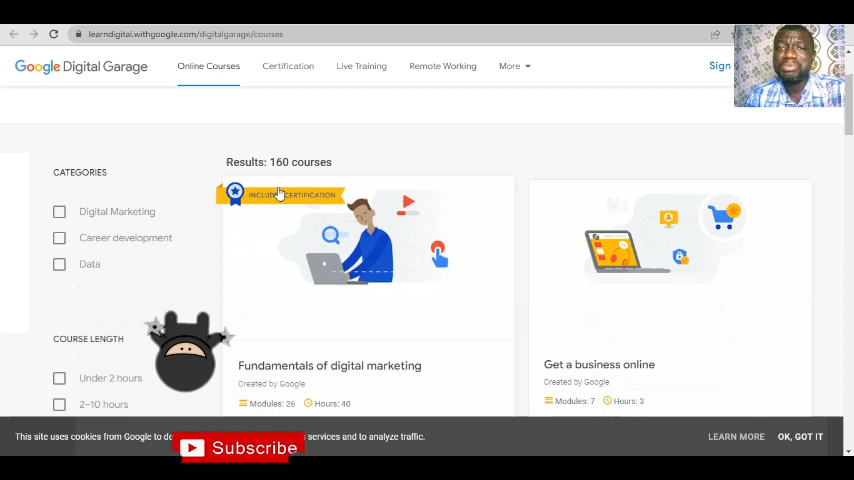 learndigital.withgoogle.com/digitalgarage/courses
Google Digital Garage
Online Courses
Certification
Live Training
Remote Working
More
Sign
Results: 160 courses
CATEGORIES
Digital Marketing
Career development
Data
COURSE LENGTH
Under 2 hours
2-10 hours
CERTIFICATION
Fundamentals of digital marketing
Created by Google
Modules: 26 Hours: 40
Get a business online
Created by Google
Modules: 7 Hours: 3
This site uses cookies from Google to de services and to analyze traffic.
LEARN MORE
OK, GOT IT
Subscribe